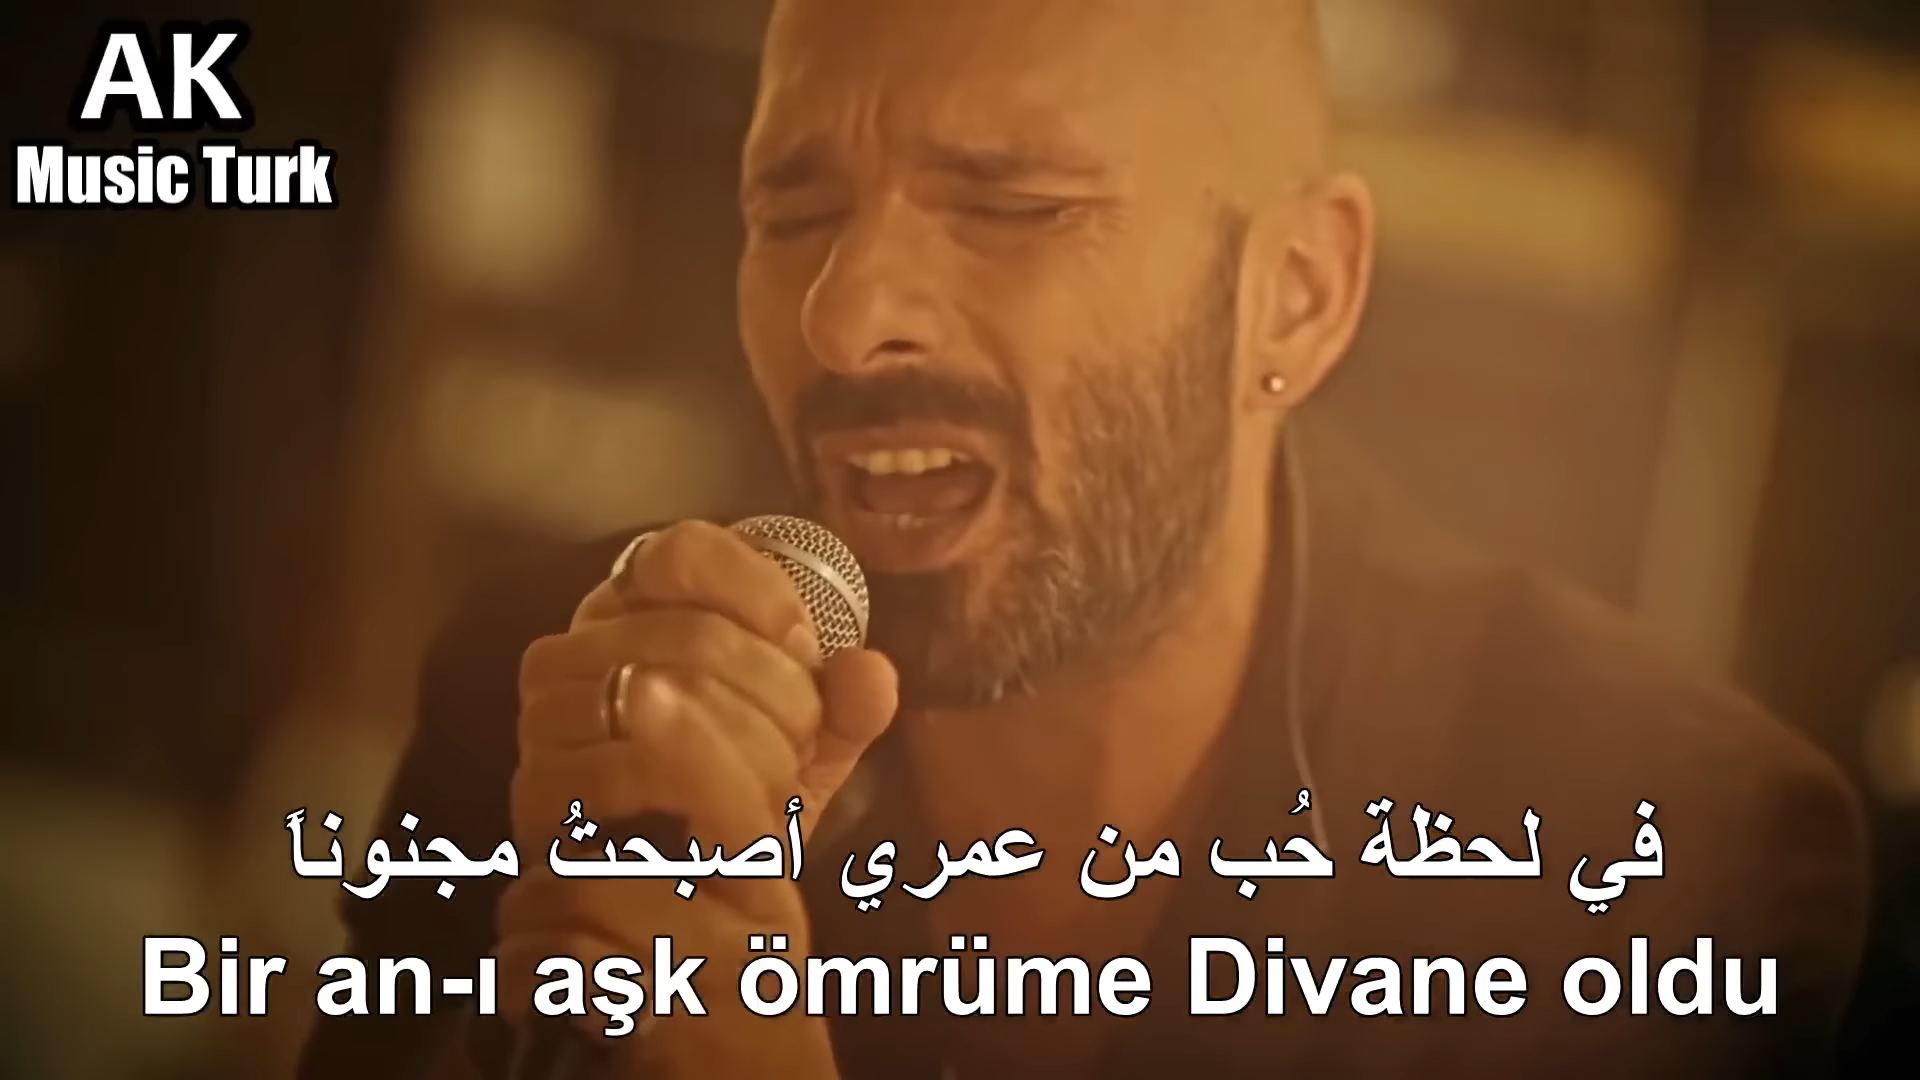 AK
Music Turk
في لحظة حُب من عمري أصبحتُ مجنوناً
Bir an-ı aşk ömrüme Divane oldu